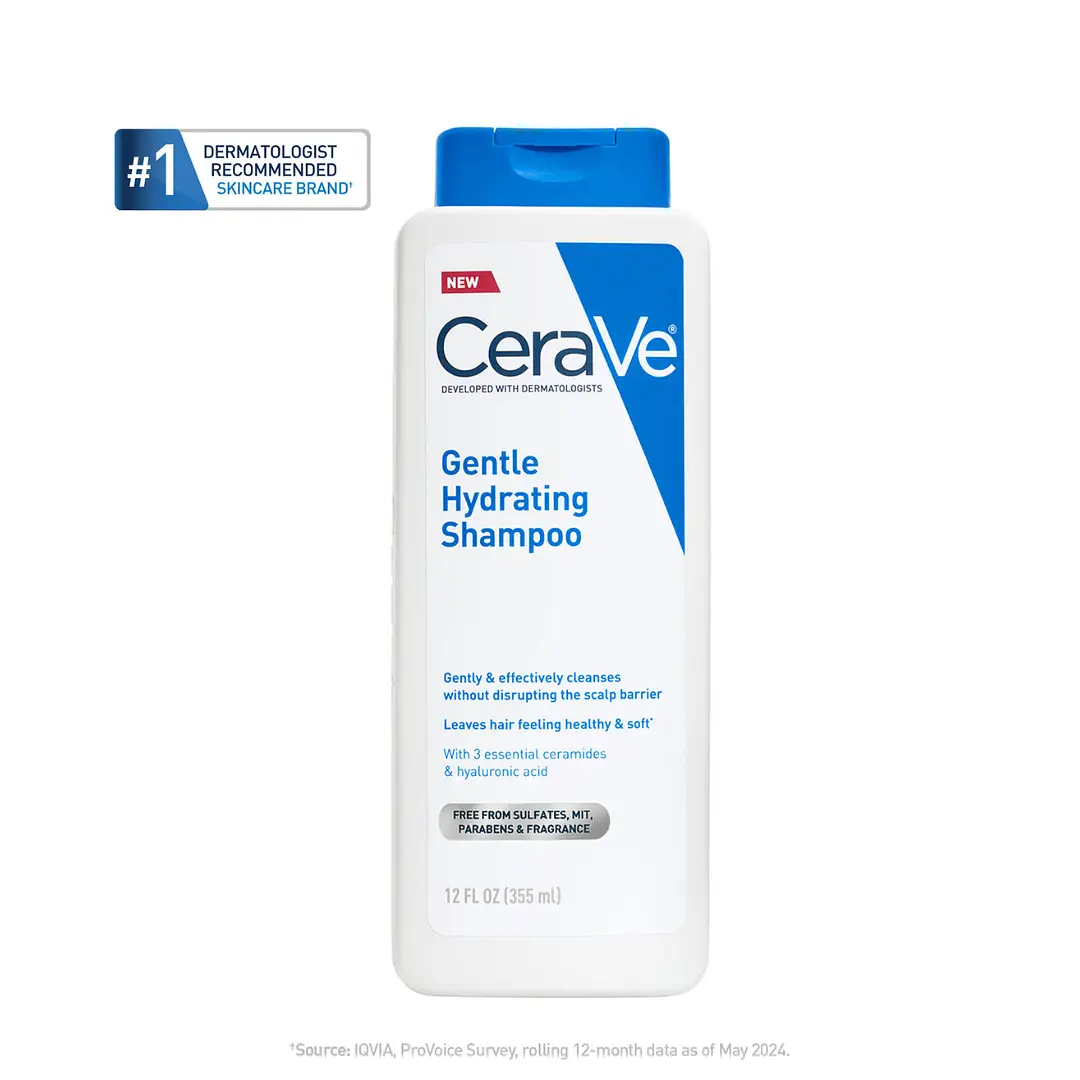 #1 DERMATOLOGIST
RECOMMENDED
SKINCARE BRAND†
NEW
CeraVe®
DEVELOPED WITH DERMATOLOGISTS
Gentle
Hydrating
Shampoo
Gently & effectively cleanses
without disrupting the scalp barrier
Leaves hair feeling healthy & soft*
With 3 essential ceramides
& hyaluronic acid
FREE FROM SULFATES, MIT,
PARABENS & FRAGRANCE
12 FL OZ (355 ml)
†Source: IQVIA, ProVoice Survey, rolling 12-month data as of May 2024.